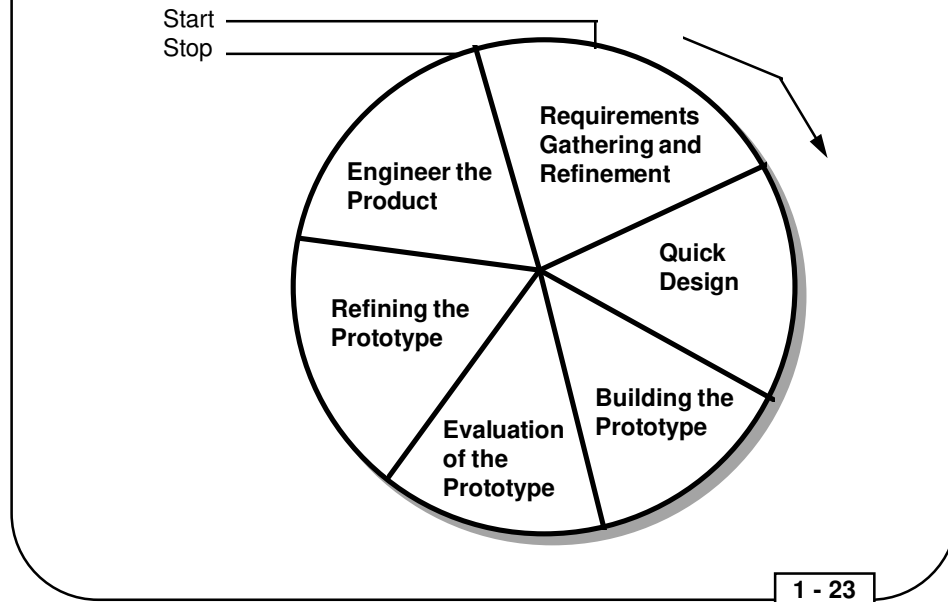 Start
Stop
Requirements
Gathering and
Refinement
Quick
Design
Building the
Prototype
Evaluation
of the
Prototype
Refining the
Prototype
Engineer the
Product
1 - 23